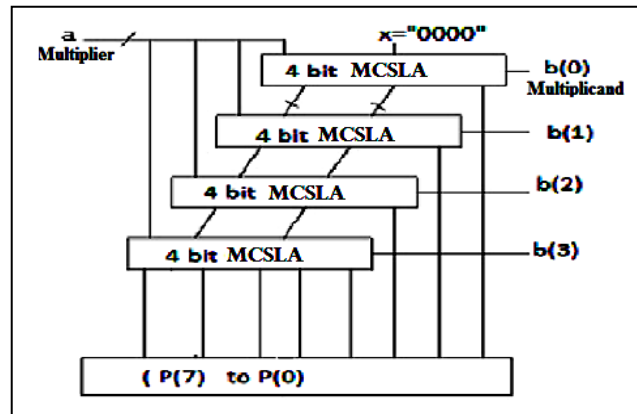 a
Multiplier
x="0000"
4 bit MCSLA
b(0)
Multiplicand
4 bit MCSLA
b(1)
4 bit MCSLA
b(2)
4 bit MCSLA
b(3)
( P(7) to P(0)